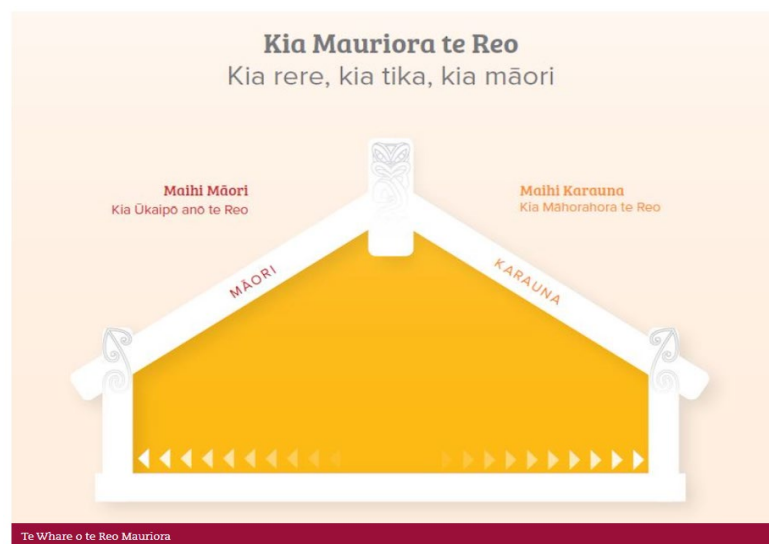 Kia Mauriora te Reo
Kia rere, kia tika, kia māori
Maihi Māori
Kia Ūkaipō anō te Reo
Maihi Karauna
Kia Māhorahora te Reo
MĀORI
KARAUNA
Te Whare o te Reo Mauriora